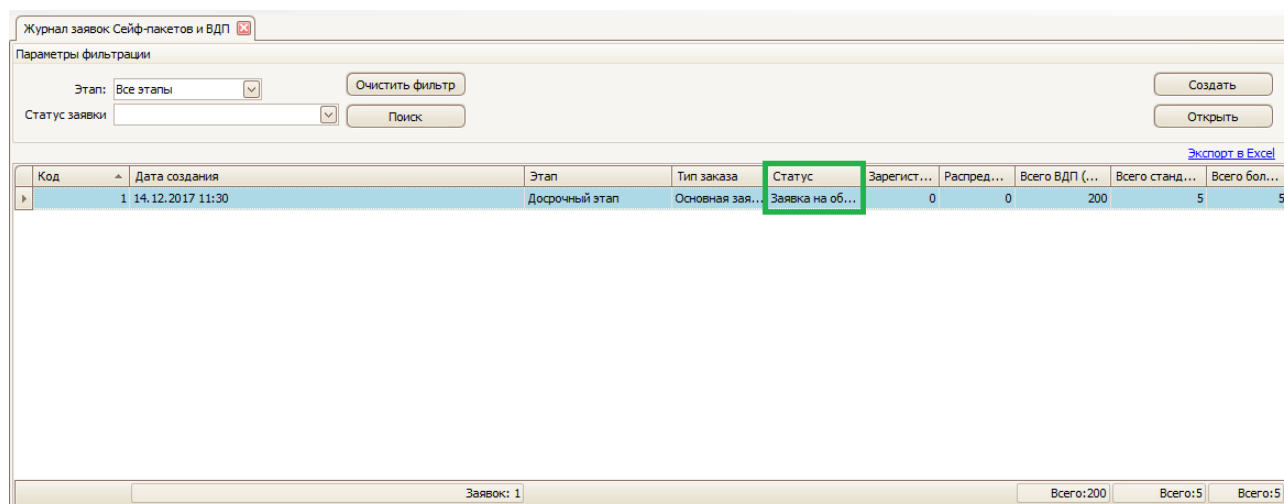 Журнал заявок Сейф-пакетов и ВДП
Параметры фильтрации
Этап: Все этапы Очистить фильтр Создать
Статус заявки Поиск Открыть
Экспорт в Excel
Код Дата создания Этап Тип заказа Статус Зарегист... Распред... Всего ВДП (... Всего станд... Всего бол...
1 14.12.2017 11:30 Досрочный этап Основная зая... Заявка на об... 0 0 200 5 5
Заявок: 1 Всего:200 Всего:5 Всего:5